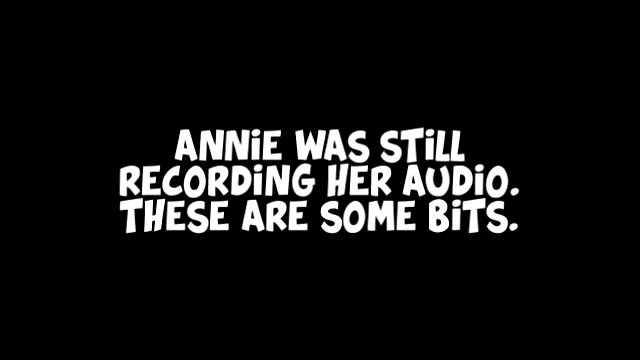 ANNiE WAS STiLL
RECORDiNG HER AUDiO.
THESE ARE SOME BiTS.